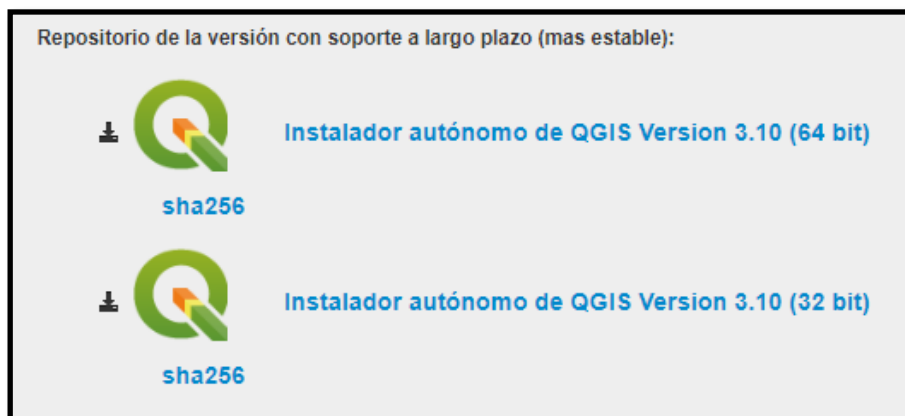 Repositorio de la versión con soporte a largo plazo (mas estable):
Instalador autónomo de QGIS Version 3.10 (64 bit)
sha256
Instalador autónomo de QGIS Version 3.10 (32 bit)
sha256